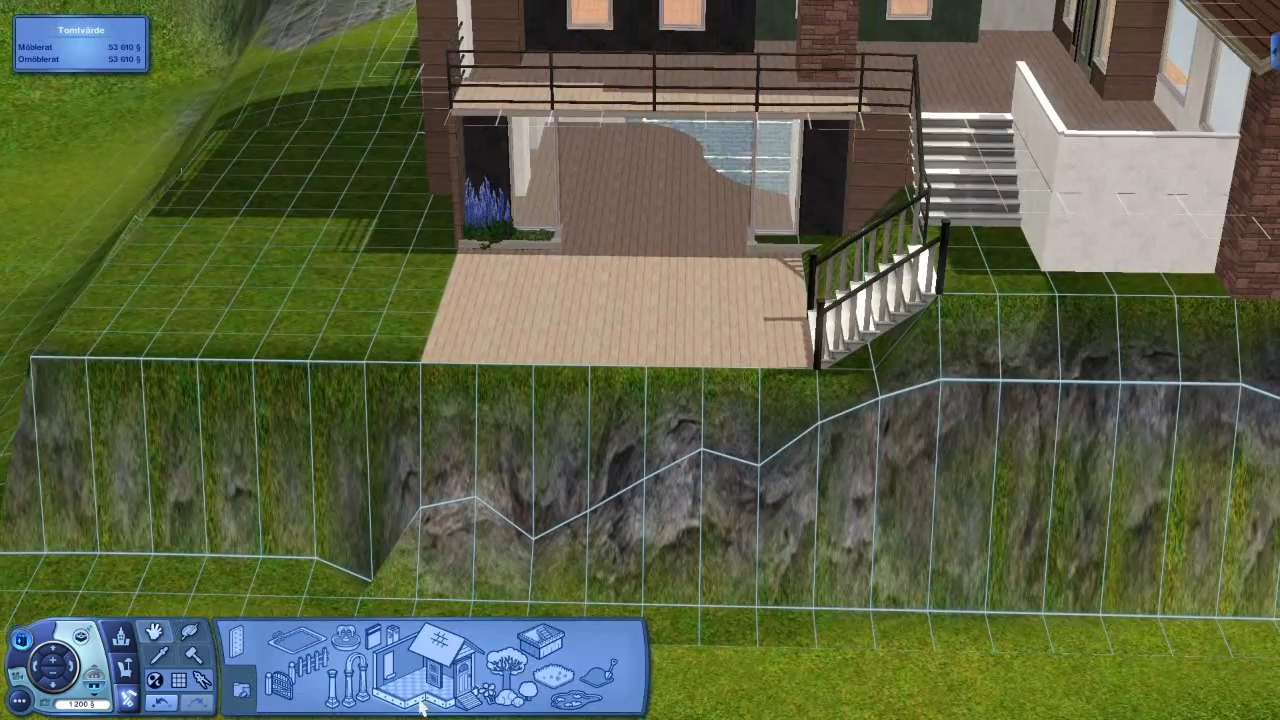 Tomtvärde
Möblerat 53 610 §
Omöblerat 53 610 §
1 200 §